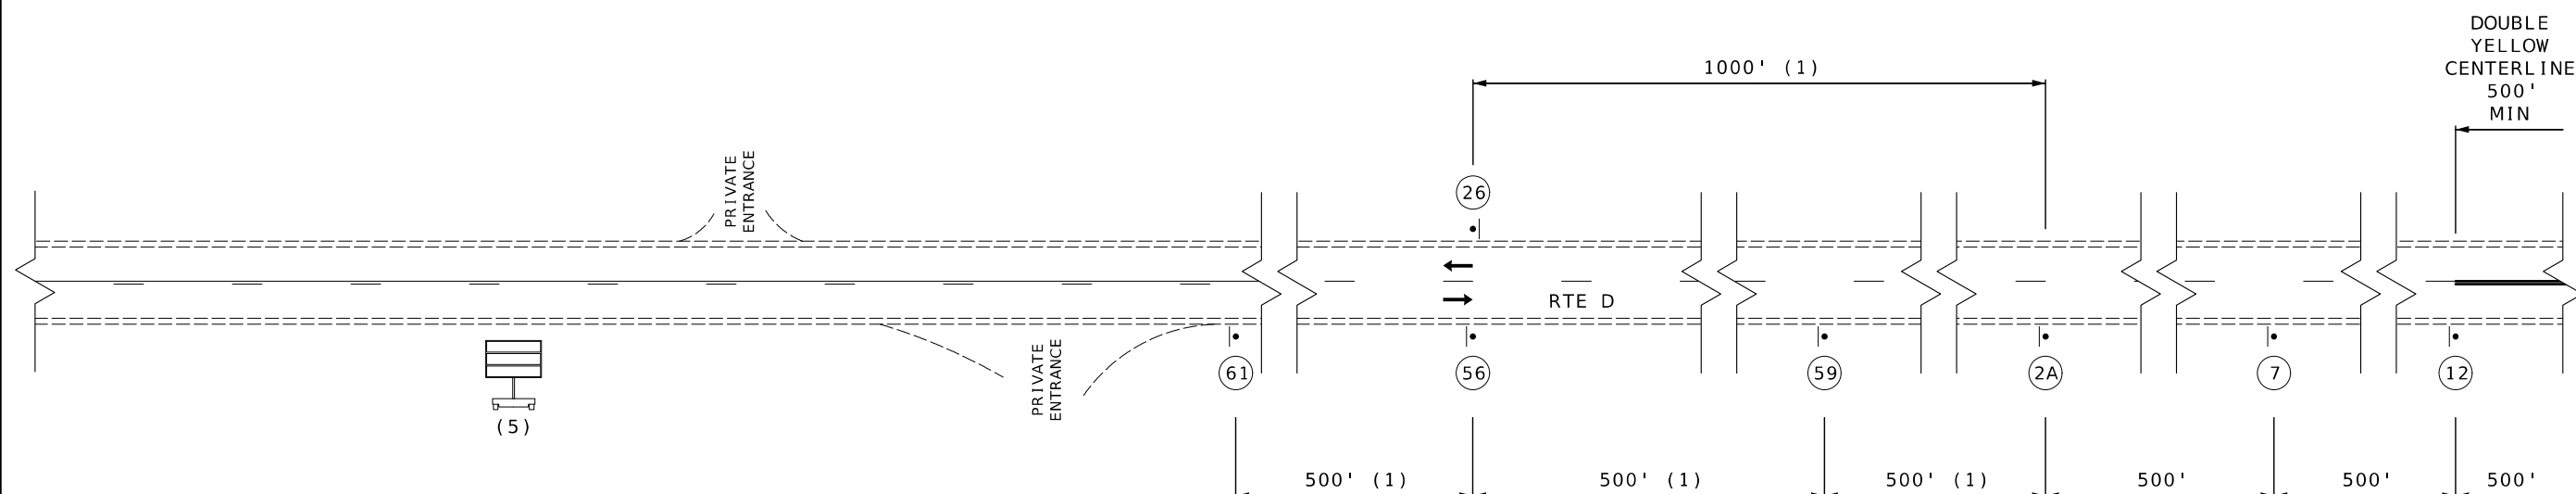 DOUBLE
YELLOW
CENTERLINE
500'
MIN
1000' (1)
PRIVATE
ENTRANCE
26
RTE D
PRIVATE
ENTRANCE
61
56
59
2A
7
12
(5)
500' (1)
500' (1)
500' (1)
500'
500'
500'